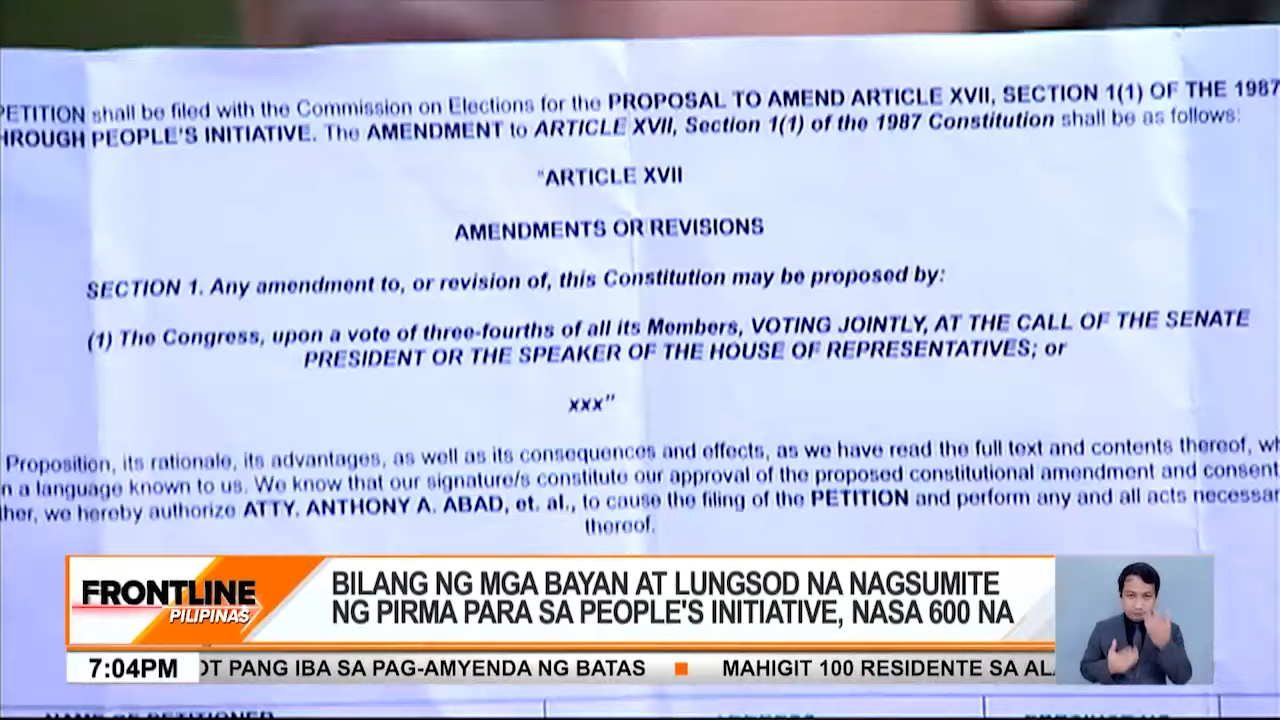 PETITION shall be filed with the Commission on Elections for the PROPOSAL TO AMEND ARTICLE XVII, SECTION 1(1) OF THE 1987
THROUGH PEOPLE'S INITIATIVE. The AMENDMENT to ARTICLE XVII, Section 1(1) of the 1987 Constitution shall be as follows:
"ARTICLE XVII
AMENDMENTS OR REVISIONS
SECTION 1. Any amendment to, or revision of, this Constitution may be proposed by:
(1) The Congress, upon a vote of three-fourths of all its Members, VOTING JOINTLY, AT THE CALL OF THE SENATE
PRESIDENT OR THE SPEAKER OF THE HOUSE OF REPRESENTATIVES; or
xxx"
Proposition, its rationale, its advantages, as well as its consequences and effects, as we have read the full text and contents thereof,
in a language known to us. We know that our signature/s constitute our approval of the proposed constitutional amendment and consent
we hereby authorize ATTY. ANTHONY A. ABAD, et. al., to cause the filing of the PETITION and perform any and all acts
thereof.
FRONTLINE
PILIPINAS
BILANG NG MGA BAYAN AT LUNGSOD NA NAGSUMITE
NG PIRMA PARA SA PEOPLE'S INITIATIVE, NASA 600 NA
7:04PM
OT PANG IBA SA PAG-AMYENDA NG BATAS ■ MAHIGIT 100 RESIDENTE SA